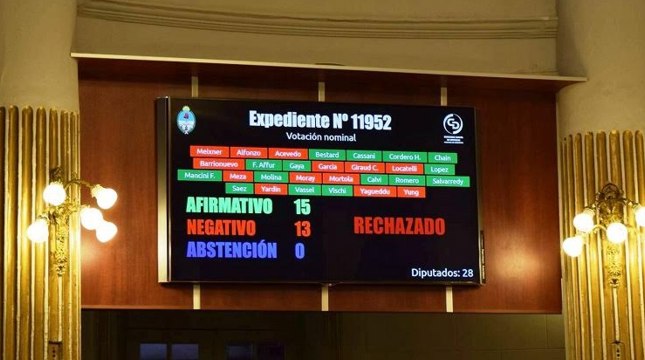 Expediente Nº 11952
Votación nominal
Meixner Alfonzo Acevedo Bestard Cassani Cordero H. Chain
Barrionuevo F. Affur Gaya Garcia Giraud C. Locatelli Lopez
Mancini F. Meza Molina Moray Mortola Calvi Romero Salvarredy
Saez Yardin Vassel Vischi Yagueddu Yung
AFIRMATIVO 15
NEGATIVO 13 RECHAZADO
ABSTENCIÓN 0
Diputados: 28